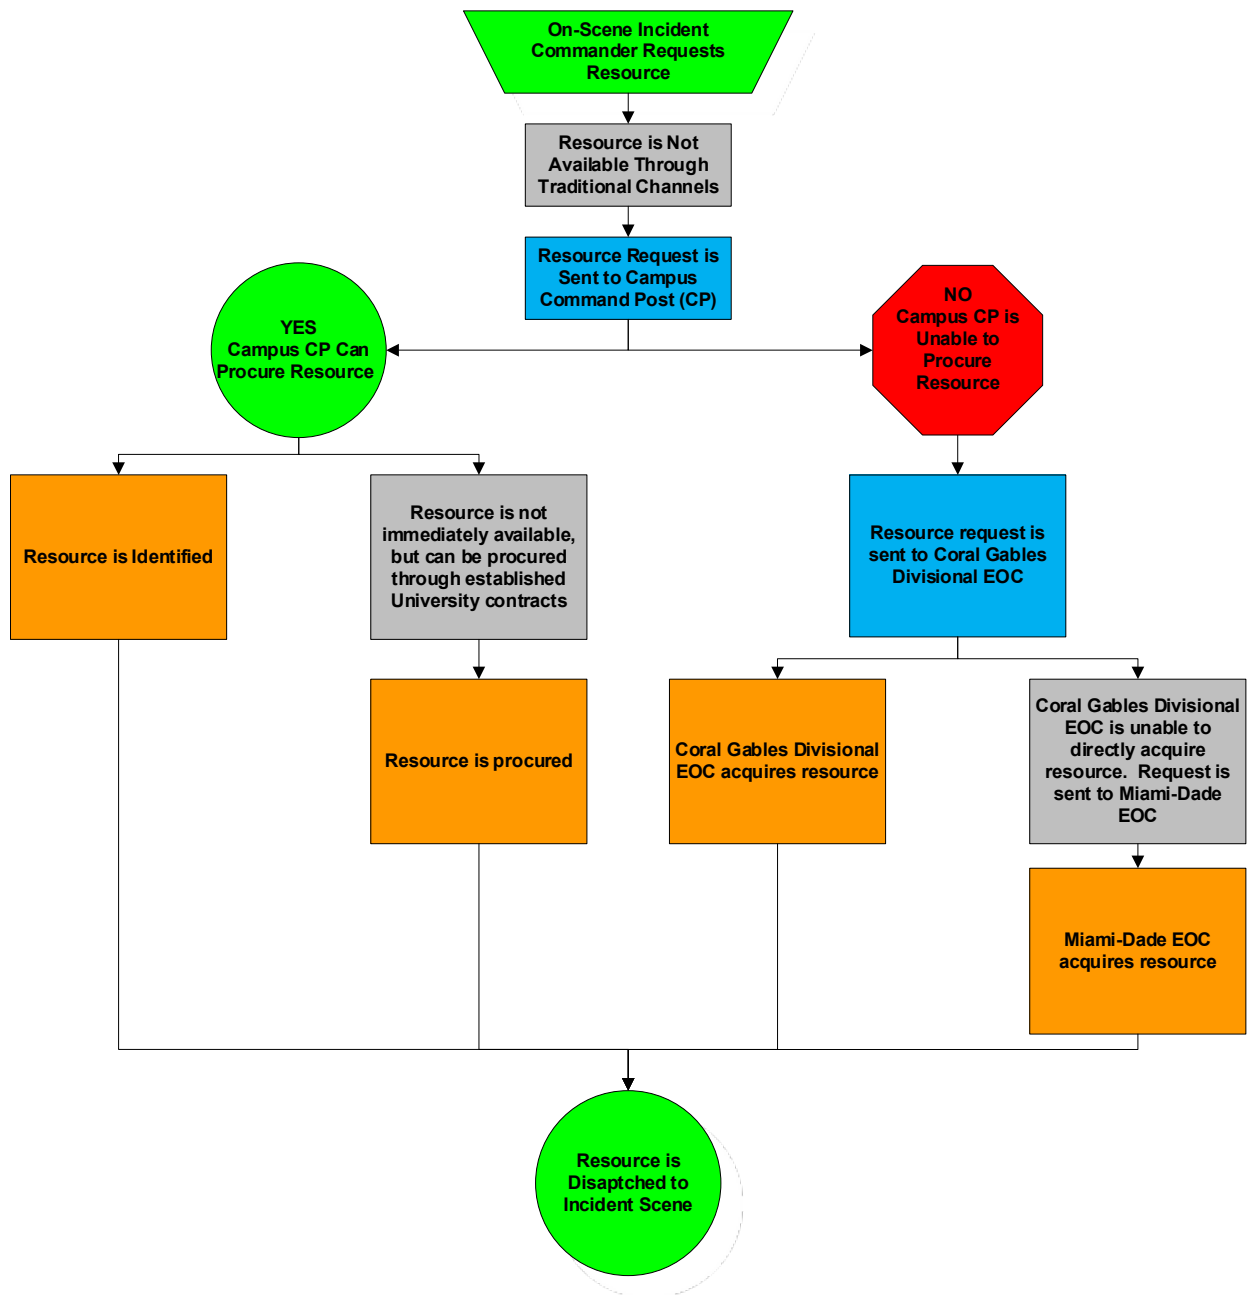 On-Scene Incident
Commander Requests
Resource
Resource is Not
Available Through
Traditional Channels
Resource Request is
Sent to Campus
Command Post (CP)
YES
Campus CP Can
Procure Resource
NO
Campus CP is
Unable to
Procure
Resource
Resource is Identified
Resource is not
immediately available,
but can be procured
through established
University contracts
Resource request is
sent to Coral Gables
Divisional EOC
Resource is procured
Coral Gables Divisional
EOC acquires resource
Coral Gables Divisional
EOC is unable to
directly acquire
resource.  Request is
sent to Miami-Dade
EOC
Miami-Dade EOC
acquires resource
Resource is
Disaptched to
Incident Scene